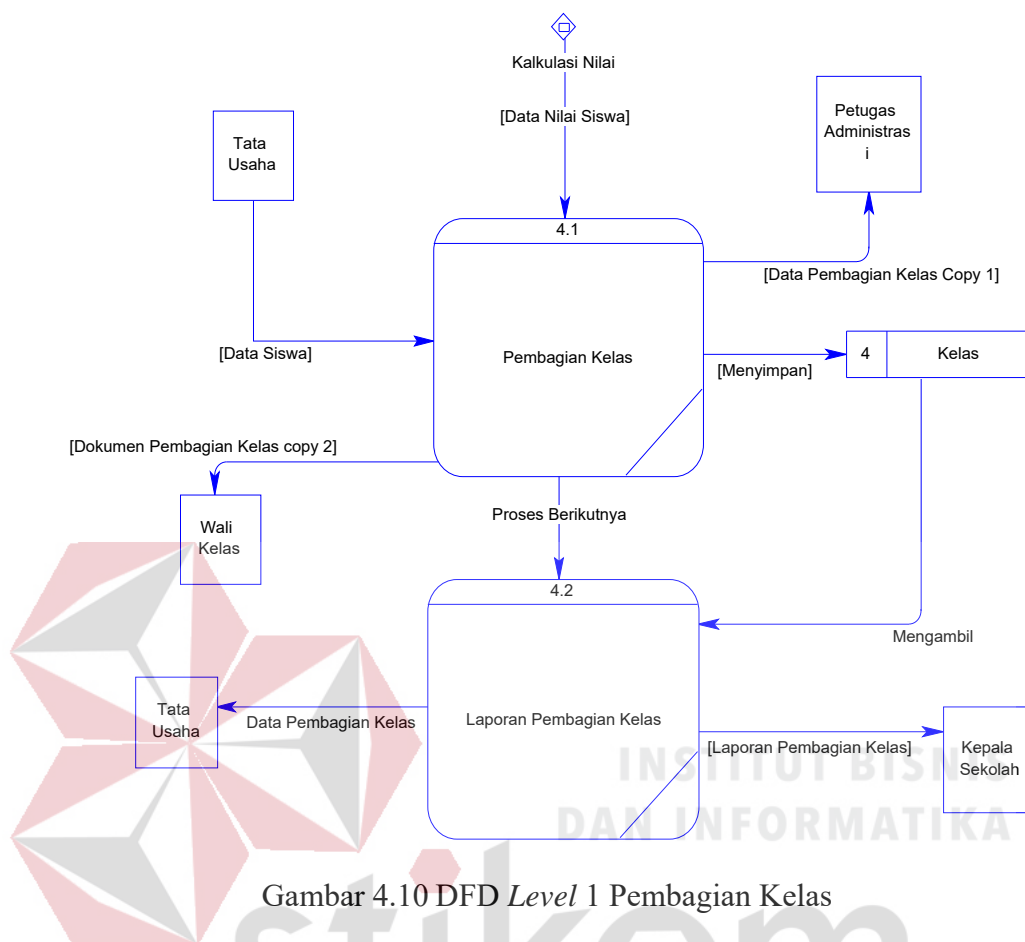 Kalkulasi Nilai
[Data Nilai Siswa]
Tata
Usaha
Petugas
Administras
i
4.1
[Data Pembagian Kelas Copy 1]
[Data Siswa]
Pembagian Kelas
[Menyimpan]
4
Kelas
[Dokumen Pembagian Kelas copy 2]
Wali
Kelas
Proses Berikutnya
4.2
Mengambil
Tata
Usaha
Data Pembagian Kelas
Laporan Pembagian Kelas
[Laporan Pembagian Kelas]
Kepala
Sekolah
INSTITUT BISNIS
DAN INFORMATIKA
Gambar 4.10 DFD Level 1 Pembagian Kelas
stikom